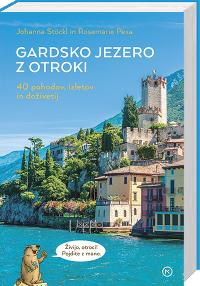 Johanna Stöckl in Rosemarie Pexa
GARDSKO JEZERO
Z OTROKI
40 pohodov, izletov
in doživetij
Živijo, otroci!
Pojdite z mano.